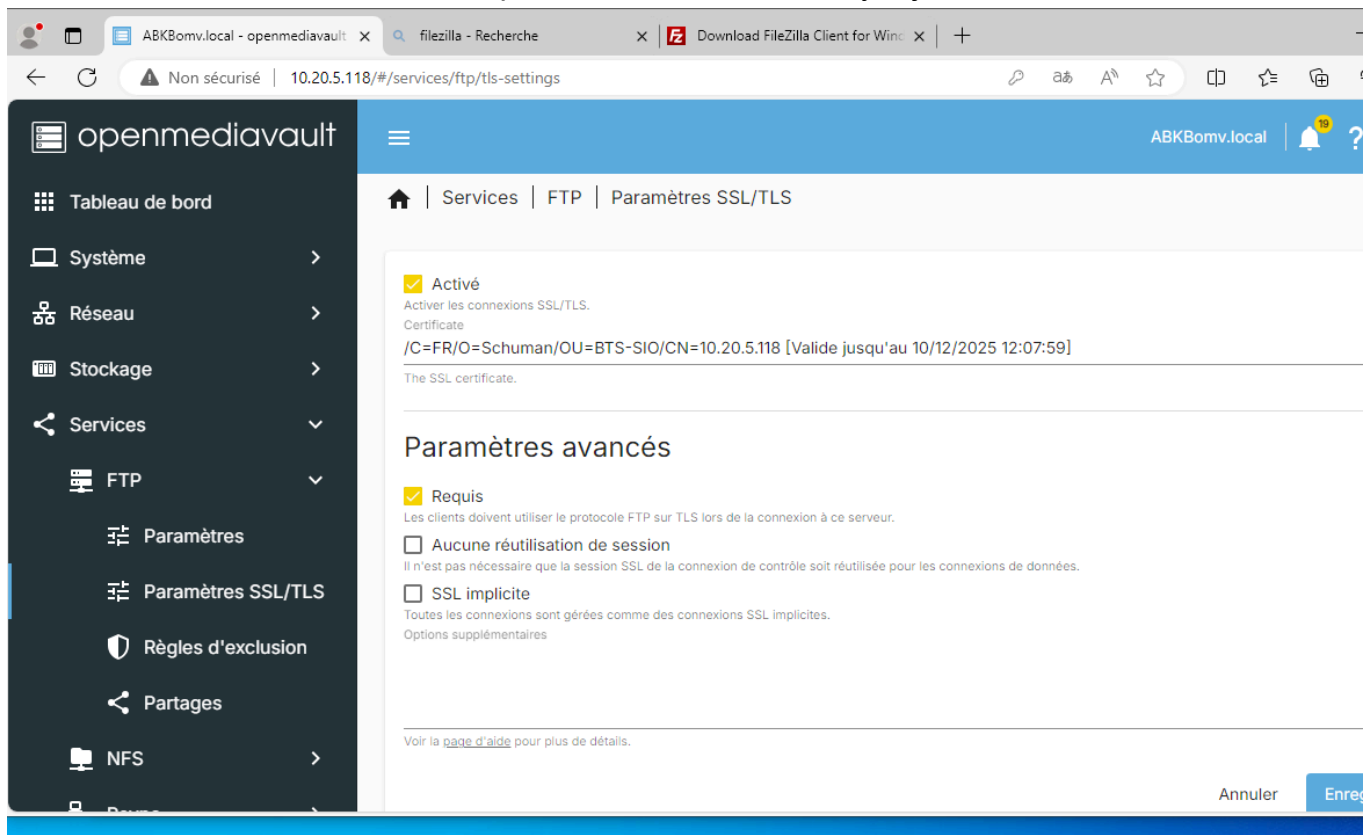 ABKBomv.local - openmediavault
filezilla - Recherche
Download FileZilla Client for Winc
Non sécurisé
10.20.5.118/#/services/ftp/tls-settings
openmediavault
ABKBomv.local
19
?
Tableau de bord
Services | FTP | Paramètres SSL/TLS
Système
Activé
Activer les connexions SSL/TLS.
Réseau
Certificate
/C=FR/O=Schuman/OU=BTS-SIO/CN=10.20.5.118 [Valide jusqu'au 10/12/2025 12:07:59]
Stockage
The SSL certificate.
Services
Paramètres avancés
FTP
Requis
Les clients doivent utiliser le protocole FTP sur TLS lors de la connexion à ce serveur.
Paramètres
Aucune réutilisation de session
Il n'est pas nécessaire que la session SSL de la connexion de contrôle soit réutilisée pour les connexions de données.
Paramètres SSL/TLS
SSL implicite
Toutes les connexions sont gérées comme des connexions SSL implicites.
Options supplémentaires
Règles d'exclusion
Partages
Voir la page d'aide pour plus de détails.
NFS
Annuler
Enreg